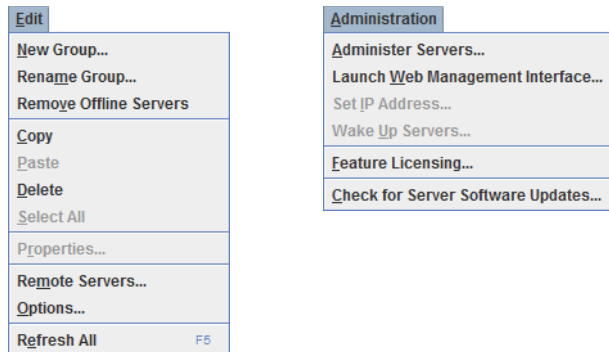 Edit
New Group...
Rename Group...
Remove Offline Servers
Copy
Paste
Delete
Select All
Properties...
Remote Servers...
Options...
Refresh All F5
Administration
Administer Servers...
Launch Web Management Interface...
Set IP Address...
Wake Up Servers...
Feature Licensing...
Check for Server Software Updates...